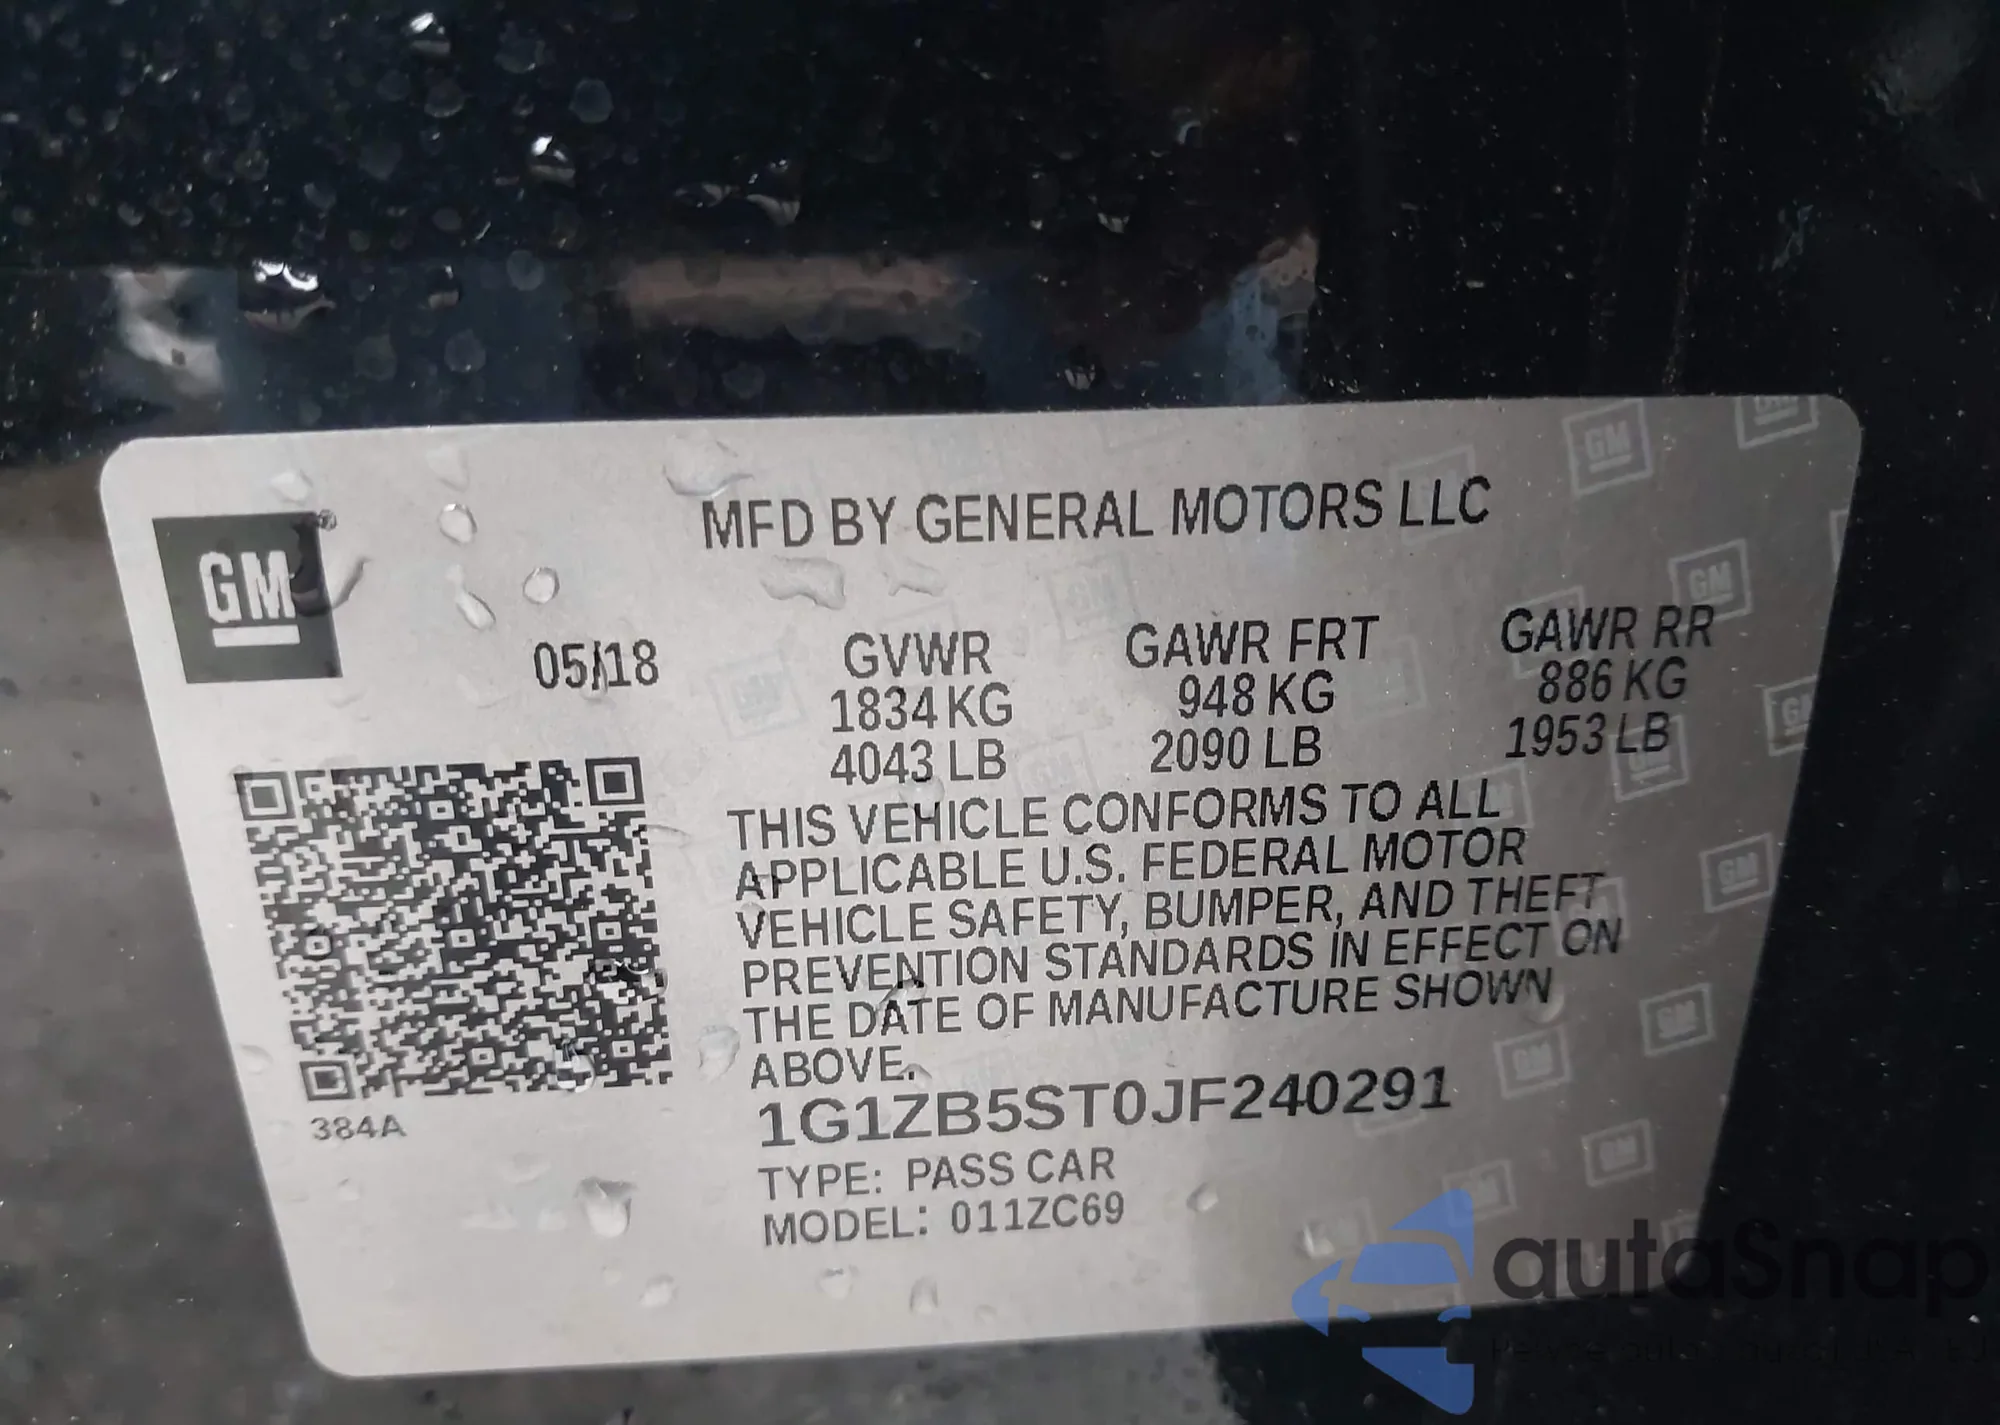 MFD BY GENERAL MOTORS LLC
GM
05/18
GVWR GAWR FRT GAWR RR
1834 KG 948 KG 886 KG
4043 LB 2090 LB 1953 LB
THIS VEHICLE CONFORMS TO ALL
APPLICABLE U.S. FEDERAL MOTOR
VEHICLE SAFETY, BUMPER, AND THEFT
PREVENTION STANDARDS IN EFFECT ON
THE DATE OF MANUFACTURE SHOWN
ABOVE.
384A
1G1ZB5ST0JF240291
TYPE: PASS CAR
MODEL: 011ZC69
autaSnap